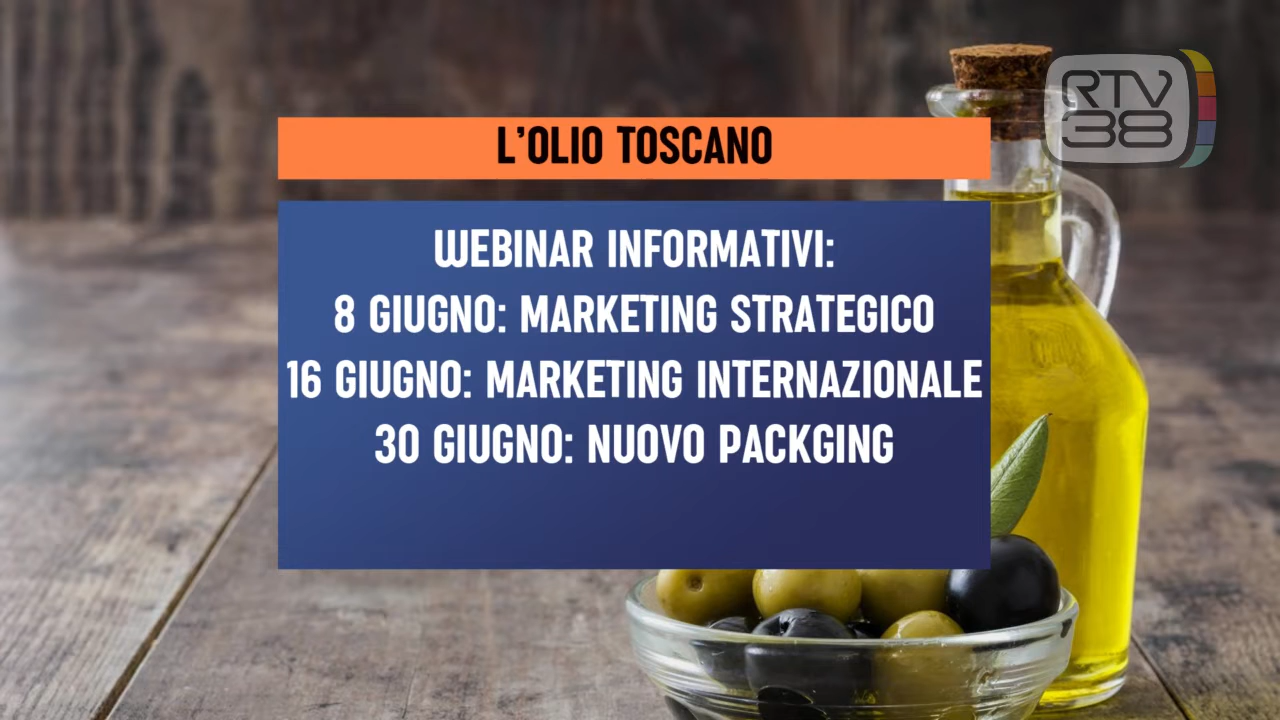 RTV
38
L'OLIO TOSCANO
WEBINAR INFORMATIVI:
8 GIUGNO: MARKETING STRATEGICO
16 GIUGNO: MARKETING INTERNAZIONALE
30 GIUGNO: NUOVO PACKGING